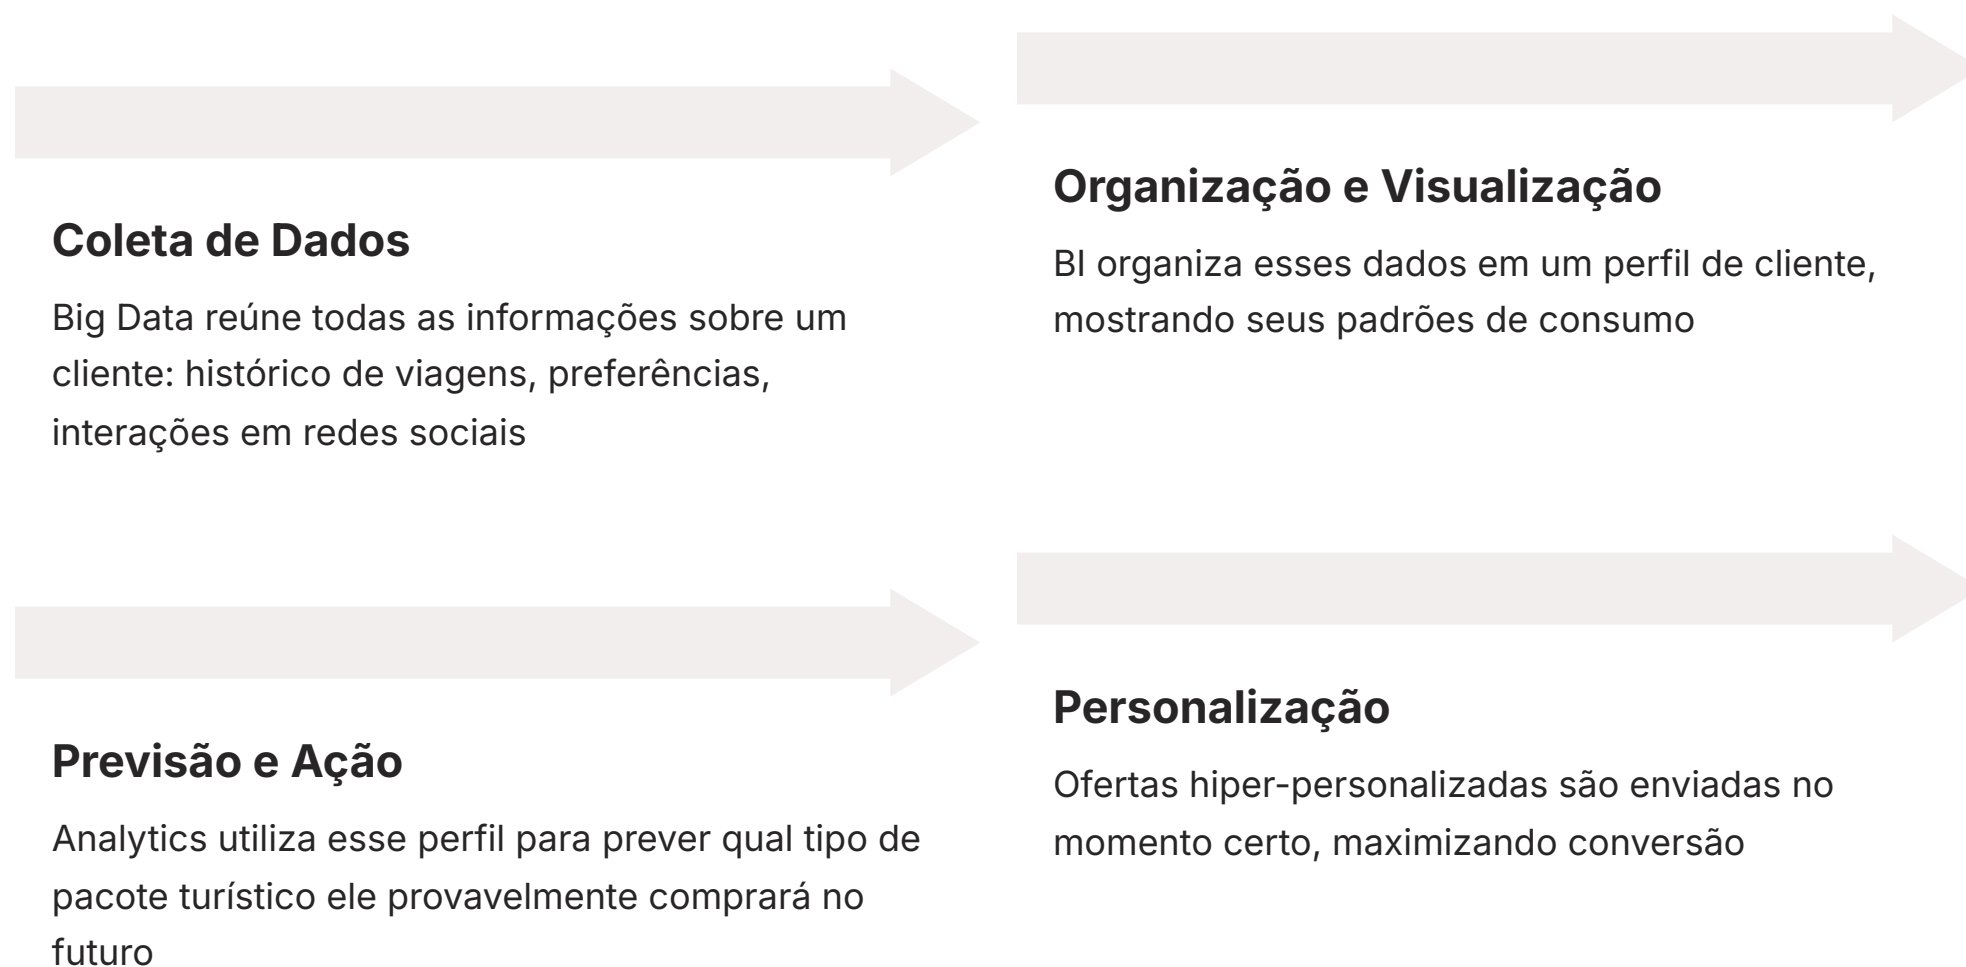 Coleta de Dados
Big Data reúne todas as informações sobre um
cliente: histórico de viagens, preferências,
interações em redes sociais
Organização e Visualização
BI organiza esses dados em um perfil de cliente,
mostrando seus padrões de consumo
Previsão e Ação
Analytics utiliza esse perfil para prever qual tipo de
pacote turístico ele provavelmente comprará no
futuro
Personalização
Ofertas hiper-personalizadas são enviadas no
momento certo, maximizando conversão